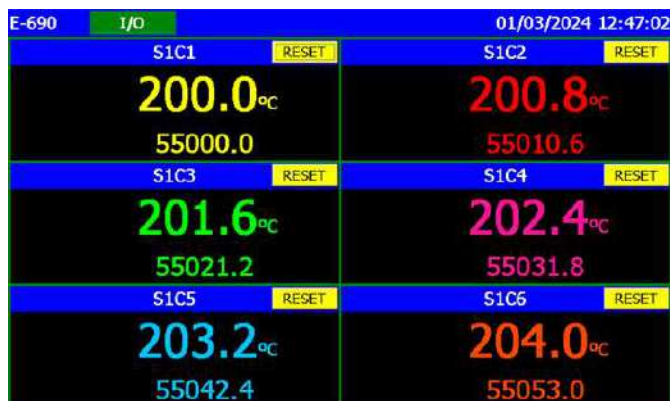 E-690 I/O 01/03/2024 12:47:02
S1C1 RESET S1C2 RESET
200.0°C 200.8°C
55000.0 55010.6
S1C3 RESET S1C4 RESET
201.6°C 202.4°C
55021.2 55031.8
S1C5 RESET S1C6 RESET
203.2°C 204.0°C
55042.4 55053.0